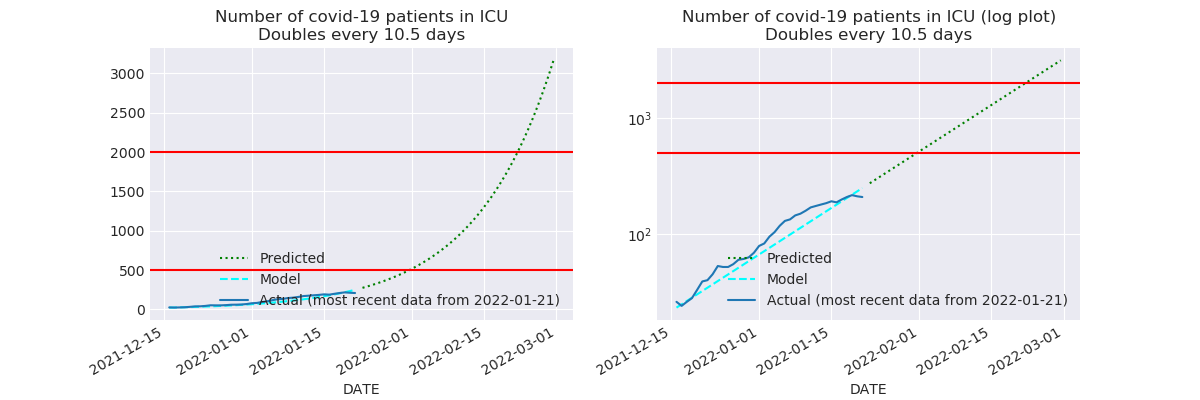 Number of covid-19 patients in ICU
Doubles every 10.5 days
3000
2500
2000
1500
1000
500
0
Predicted
Model
Actual (most recent data from 2022-01-21)
2021-12-15
2022-01-01
2022-01-15
2022-02-01
2022-02-15
2022-03-01
DATE
Number of covid-19 patients in ICU (log plot)
Doubles every 10.5 days
10³
10²
Predicted
Model
Actual (most recent data from 2022-01-21)
2021-12-15
2022-01-01
2022-01-15
2022-02-01
2022-02-15
2022-03-01
DATE